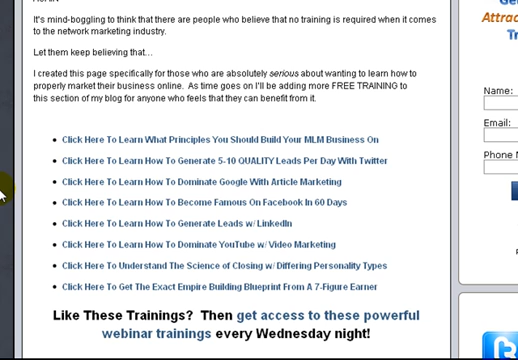 It's mind-boggling to think that there are people who believe that no training is required when it comes
to the network marketing industry.
Let them keep believing that...
I created this page specifically for those who are absolutely serious about wanting to learn how to
properly market their business online. As time goes on I'll be adding more FREE TRAINING to
this section of my blog for anyone who feels that they can benefit from it.
Click Here To Learn What Principles You Should Build Your MLM Business On
Click Here To Learn How To Generate 5-10 QUALITY Leads Per Day With Twitter
Click Here To Learn How To Dominate Google With Article Marketing
Click Here To Learn How To Become Famous On Facebook In 60 Days
Click Here To Learn How To Generate Leads w/ LinkedIn
Click Here To Learn How To Dominate YouTube w/ Video Marketing
Click Here To Understand The Science of Closing w/ Differing Personality Types
Click Here To Get The Exact Empire Building Blueprint From A 7-Figure Earner
Like These Trainings? Then get access to these powerful
webinar trainings every Wednesday night!
Name:
Email:
Phone